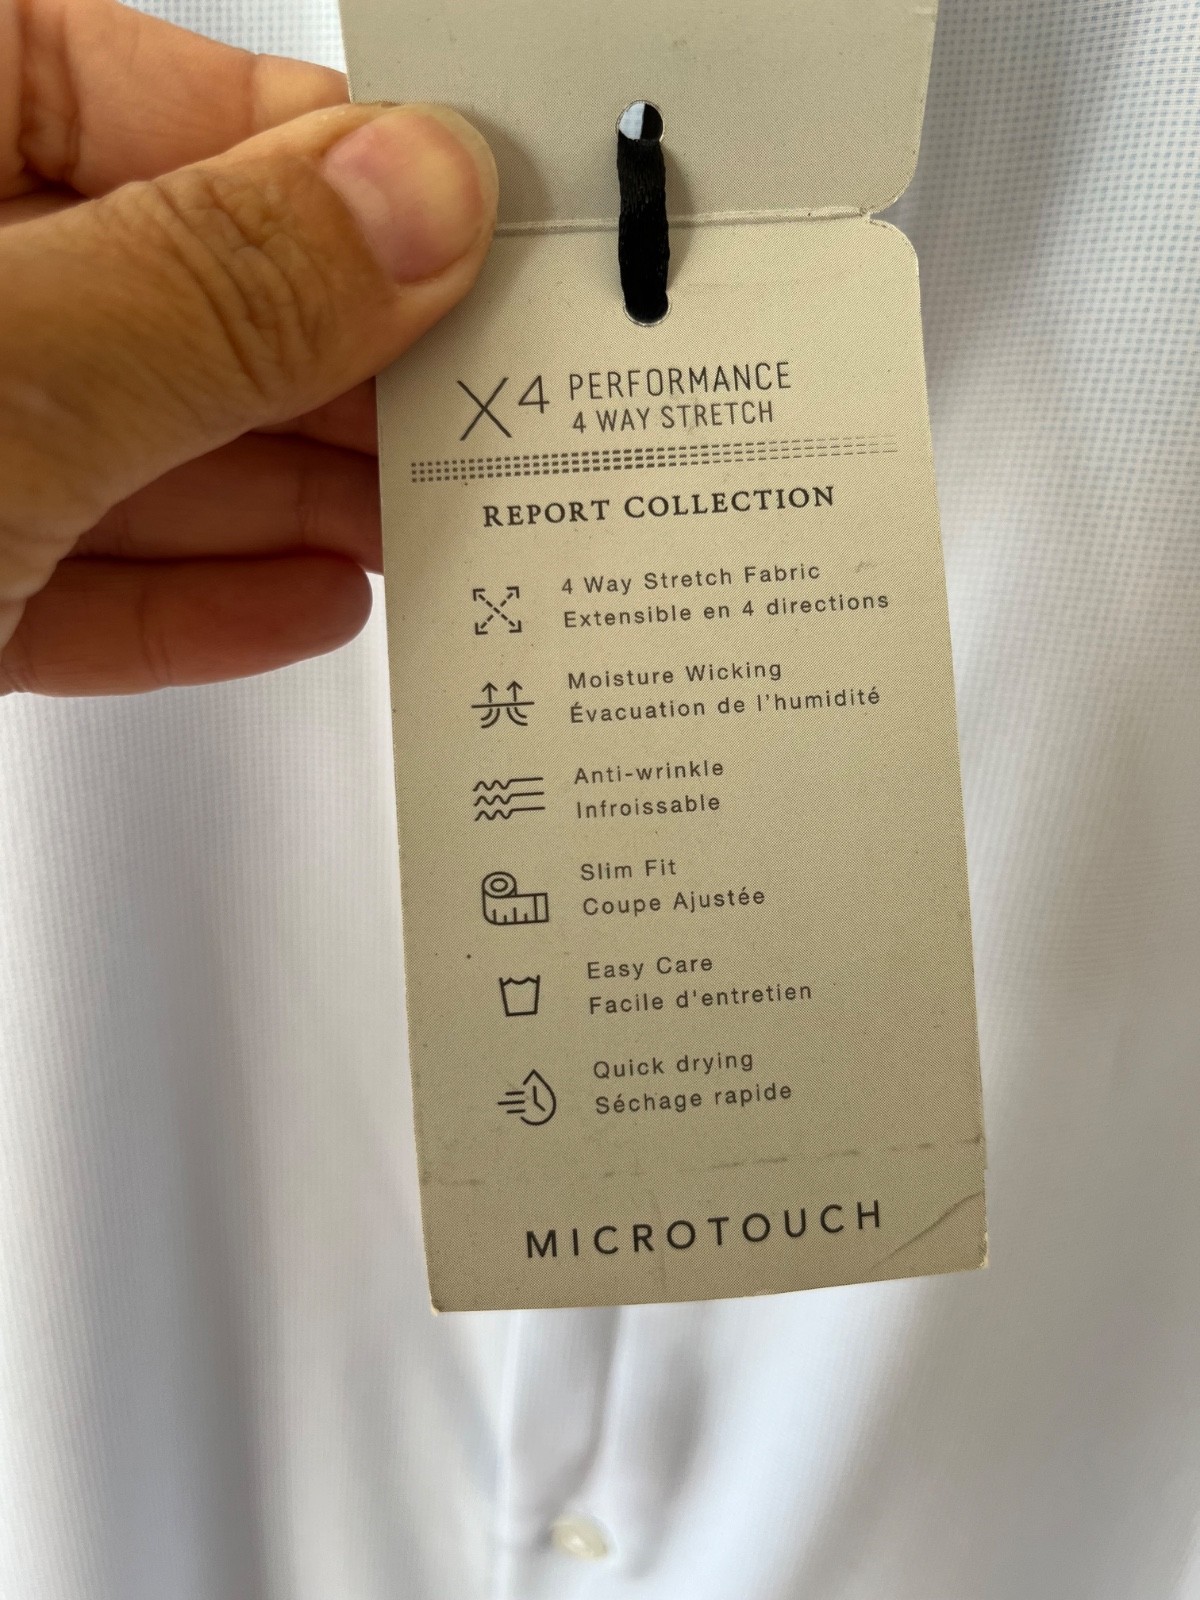 X4 PERFORMANCE
4 WAY STRETCH
REPORT COLLECTION
4 Way Stretch Fabric
Extensible en 4 directions
Moisture Wicking
Évacuation de l'humidité
Anti-wrinkle
Infroissable
Slim Fit
Coupe Ajustée
Easy Care
Facile d'entretien
Quick drying
Séchage rapide
MICROTOUCH